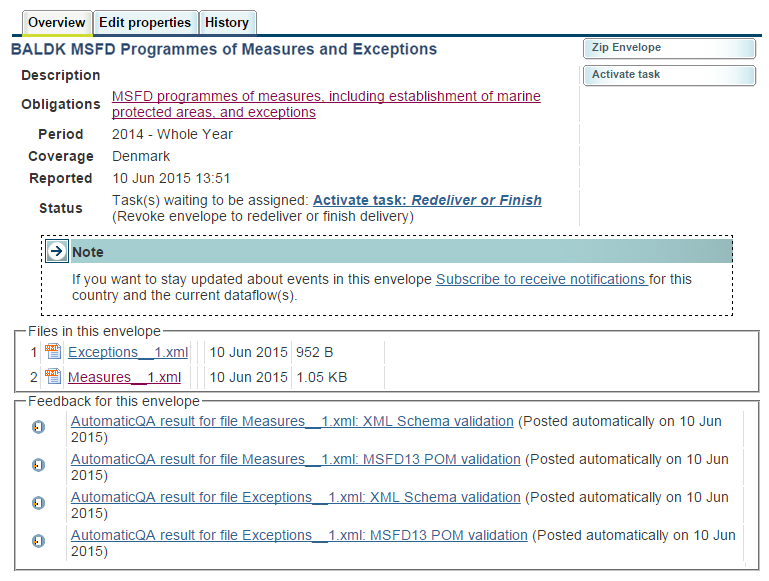 Overview Edit properties History
BALDK MSFD Programmes of Measures and Exceptions
Zip Envelope
Activate task
Description
Obligations MSFD programmes of measures, including establishment of marine
protected areas, and exceptions
Period 2014 - Whole Year
Coverage Denmark
Reported 10 Jun 2015 13:51
Status Task(s) waiting to be assigned: Activate task: Redeliver or Finish
(Revoke envelope to redeliver or finish delivery)
Note
If you want to stay updated about events in this envelope Subscribe to receive notifications for this
country and the current dataflow(s).
Files in this envelope
1 Exceptions__1.xml 10 Jun 2015 952 B
2 Measures__1.xml 10 Jun 2015 1.05 KB
Feedback for this envelope
AutomaticQA result for file Measures__1.xml: XML Schema validation (Posted automatically on 10 Jun
2015)
AutomaticQA result for file Measures__1.xml: MSFD13 POM validation (Posted automatically on 10 Jun
2015)
AutomaticQA result for file Exceptions__1.xml: XML Schema validation (Posted automatically on 10 Jun
2015)
AutomaticQA result for file Exceptions__1.xml: MSFD13 POM validation (Posted automatically on 10 Jun
2015)